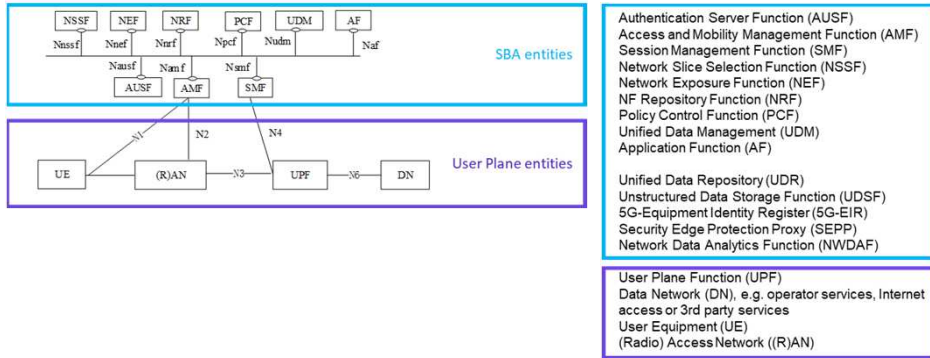 NSSF NEF NRF PCF UDM AF
Nnssf Nnef Nnrf Npcf Nudm Naf
SBA entities
Nausf Namf Nsmf
AUSF AMF SMF
N1 N2 N4
User Plane entities
UE (R)AN N3 UPF N6 DN
Authentication Server Function (AUSF)
Access and Mobility Management Function (AMF)
Session Management Function (SMF)
Network Slice Selection Function (NSSF)
Network Exposure Function (NEF)
NF Repository Function (NRF)
Policy Control Function (PCF)
Unified Data Management (UDM)
Application Function (AF)
Unified Data Repository (UDR)
Unstructured Data Storage Function (UDSF)
5G-Equipment Identity Register (5G-EIR)
Security Edge Protection Proxy (SEPP)
Network Data Analytics Function (NWDAF)
User Plane Function (UPF)
Data Network (DN), e.g. operator services, Internet
access or 3rd party services
User Equipment (UE)
(Radio) Access Network ((R)AN)